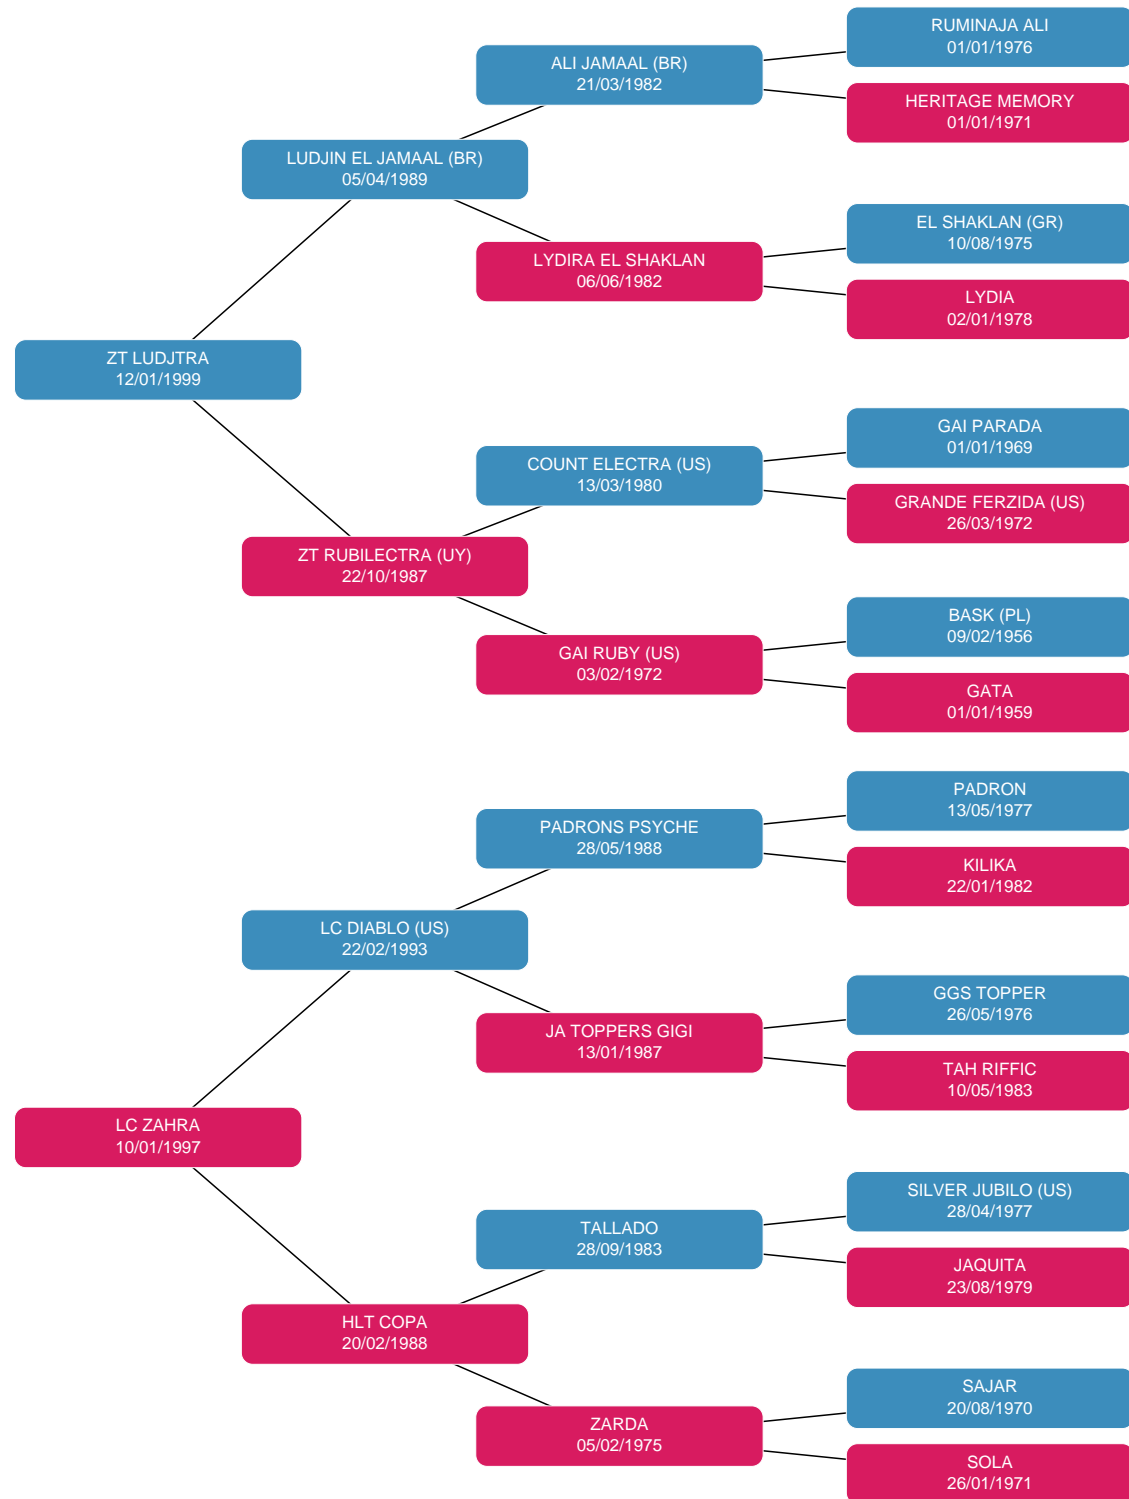 RUMINAJA ALI
01/01/1976
ALI JAMAAL (BR)
21/03/1982
HERITAGE MEMORY
01/01/1971
LUDJIN EL JAMAAL (BR)
05/04/1989
EL SHAKLAN (GR)
10/08/1975
LYDIRA EL SHAKLAN
06/06/1982
LYDIA
02/01/1978
ZT LUDJTRA
12/01/1999
GAI PARADA
01/01/1969
COUNT ELECTRA (US)
13/03/1980
GRANDE FERZIDA (US)
26/03/1972
ZT RUBILECTRA (UY)
22/10/1987
BASK (PL)
09/02/1956
GAI RUBY (US)
03/02/1972
GATA
01/01/1959
PADRON
13/05/1977
PADRONS PSYCHE
28/05/1988
KILIKA
22/01/1982
LC DIABLO (US)
22/02/1993
GGS TOPPER
26/05/1976
JA TOPPERS GIGI
13/01/1987
TAH RIFFIC
10/05/1983
LC ZAHRA
10/01/1997
SILVER JUBILO (US)
28/04/1977
TALLADO
28/09/1983
JAQUITA
23/08/1979
HLT COPA
20/02/1988
SAJAR
20/08/1970
ZARDA
05/02/1975
SOLA
26/01/1971